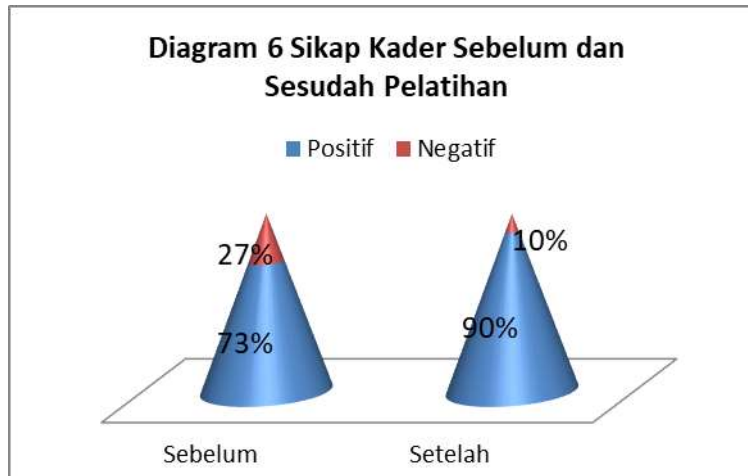 Diagram 6 Sikap Kader Sebelum dan
Sesudah Pelatihan
Positif Negatif
27%
10%
73%
90%
Sebelum
Setelah